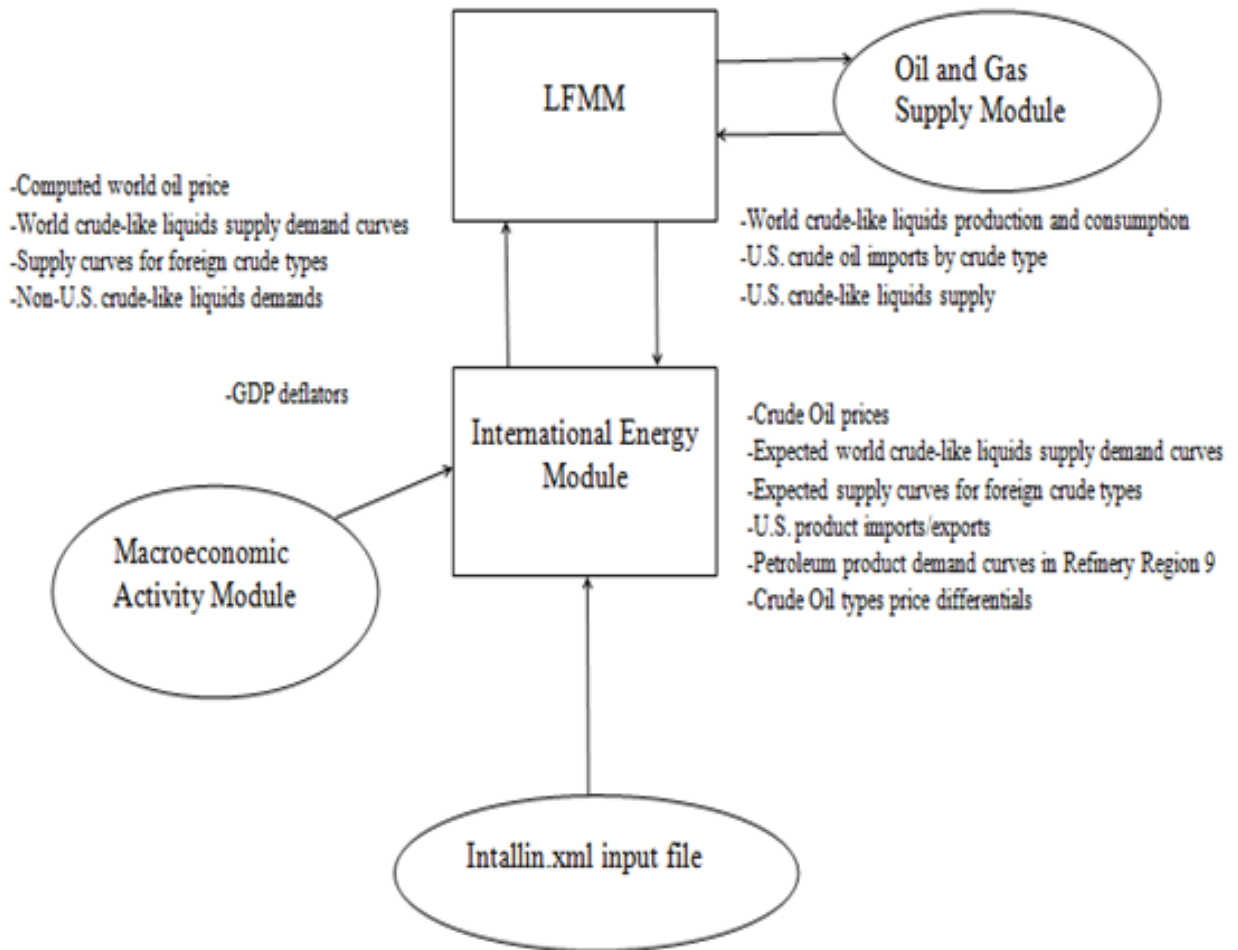 LFMM
Oil and Gas
Supply Module
-Computed world oil price
-World crude-like liquids supply demand curves
-Supply curves for foreign crude types
-Non-U.S. crude-like liquids demands
-World crude-like liquids production and consumption
-U.S. crude oil imports by crude type
-U.S. crude-like liquids supply
-GDP deflators
International Energy
Module
-Crude Oil prices
-Expected world crude-like liquids supply demand curves
-Expected supply curves for foreign crude types
-U.S. product imports/exports
-Petroleum product demand curves in Refinery Region 9
-Crude Oil types price differentials
Macroeconomic
Activity Module
Intallin.xml input file